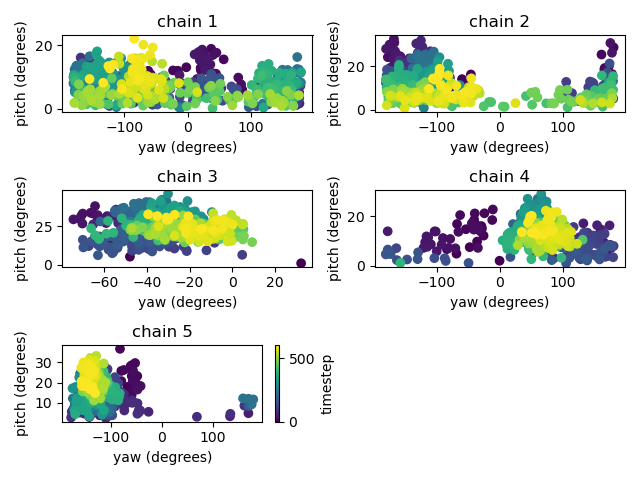 chain 1
pitch (degrees)
20
0
−100
0
100
yaw (degrees)
chain 2
pitch (degrees)
20
0
−100
0
100
yaw (degrees)
chain 3
pitch (degrees)
25
0
−60
−40
−20
0
20
yaw (degrees)
chain 4
pitch (degrees)
20
0
−100
0
100
yaw (degrees)
chain 5
pitch (degrees)
30
20
10
−100
0
100
yaw (degrees)
500
0
timestep